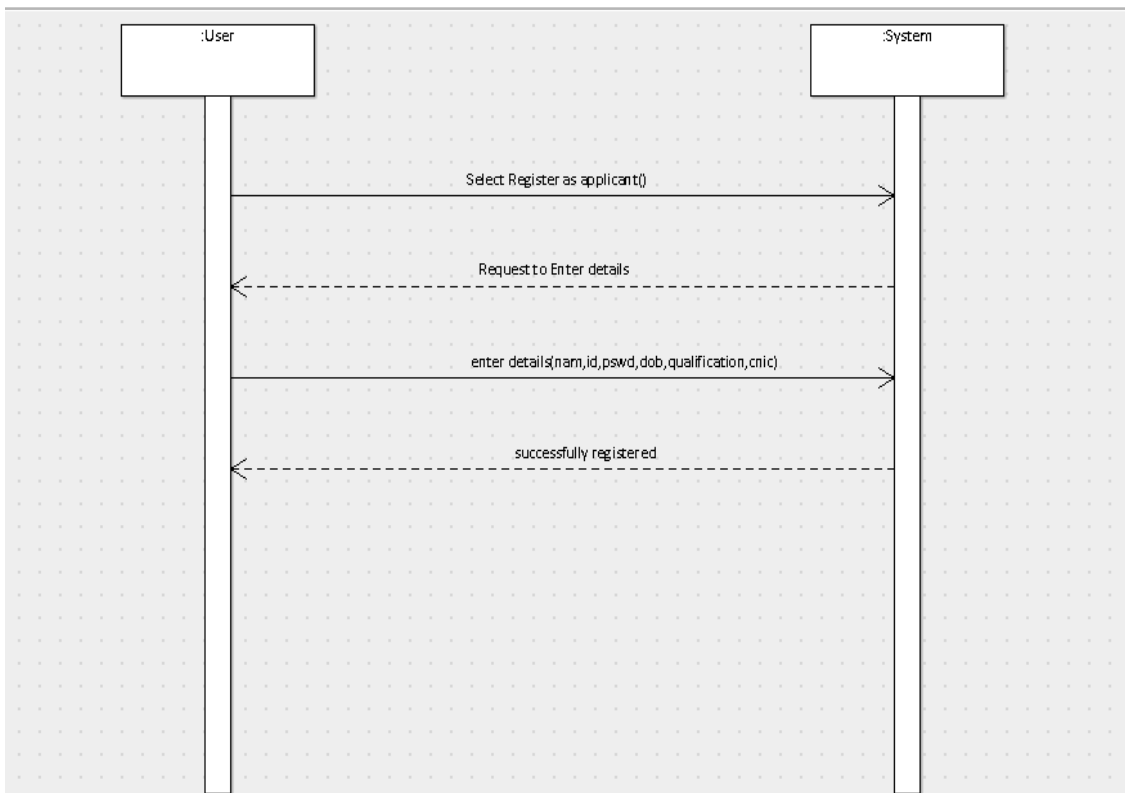 :User
:System
Select Register as applicant()
Request to Enter details
enter details(nam,id,pswd,dob,qualification,cnic)
successfully registered